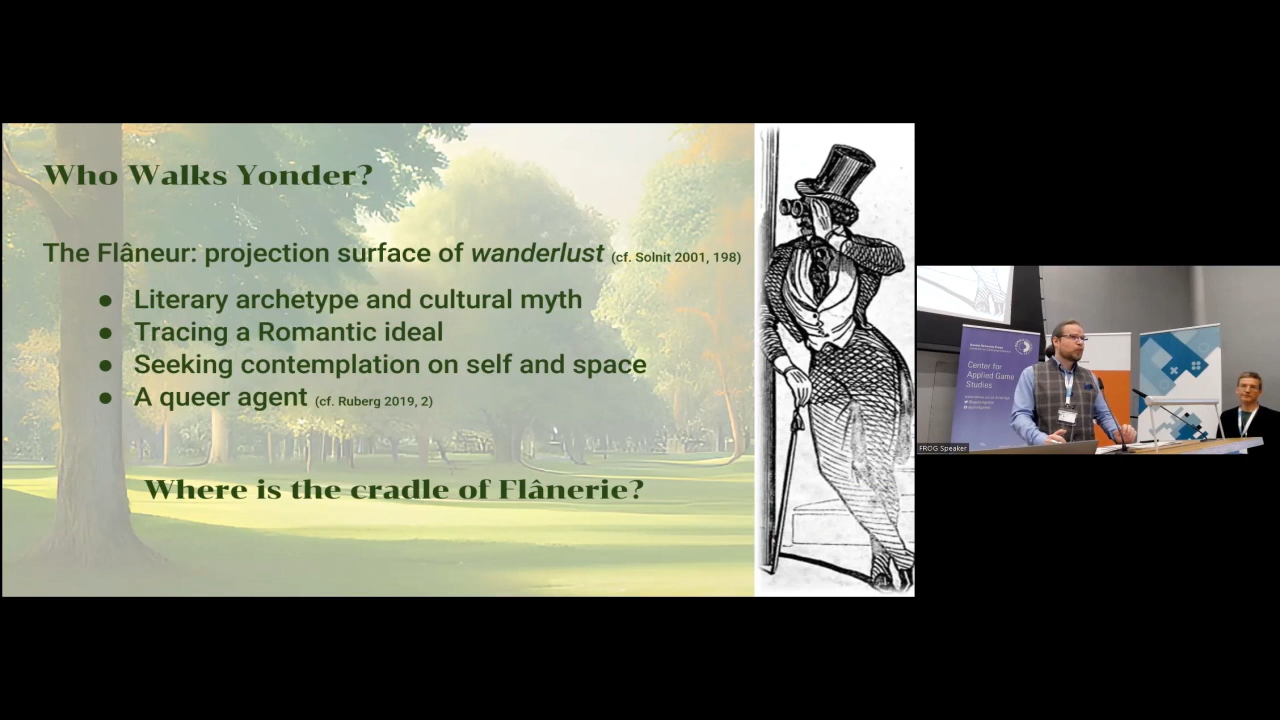 Who Walks Yonder?
The Flâneur: projection surface of wanderlust (cf. Solnit 2001, 198)
● Literary archetype and cultural myth
● Tracing a Romantic ideal
● Seeking contemplation on self and space
● A queer agent (cf. Ruberg 2019, 2)
Where is the cradle of Flânerie?
Center for
Applied Game
Studies
FROG Speaker